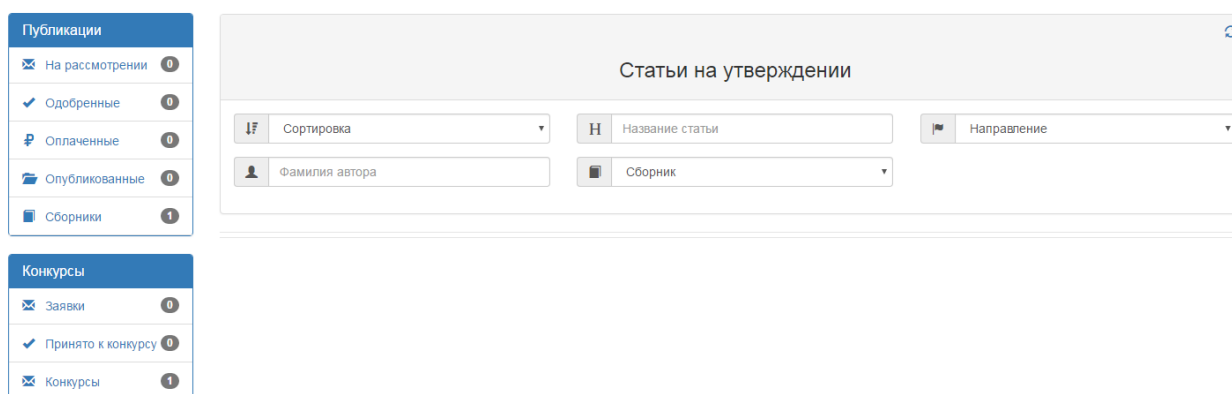 Публикации
На рассмотрении 0
Одобренные 0
Оплаченные 0
Опубликованные 0
Сборники 1
Конкурсы
Заявки 0
Принято к конкурсу 0
Конкурсы 1
Статьи на утверждении
Сортировка
H Название статьи
Направление
Фамилия автора
Сборник